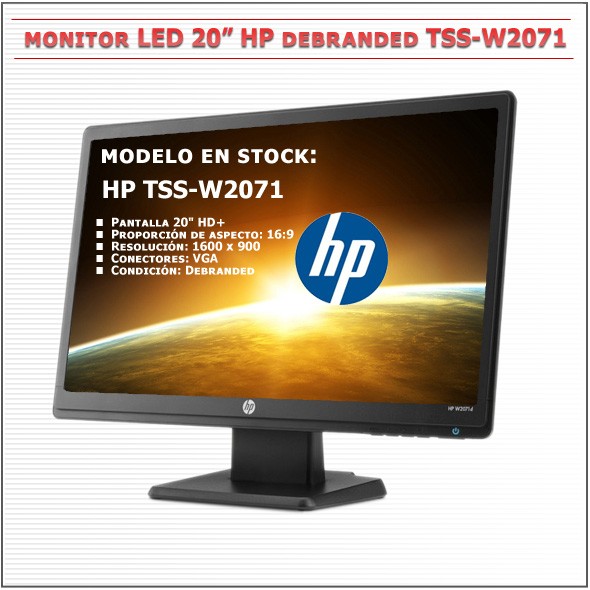 MONITOR LED 20” HP DEBRANDED TSS-W2071
MODELO EN STOCK:
HP TSS-W2071
PANTALLA 20" HD+
PROPORCIÓN DE ASPECTO: 16:9
RESOLUCIÓN: 1600 X 900
CONECTORES: VGA
CONDICIÓN: DEBRANDED
hp
hp
HP W2071d